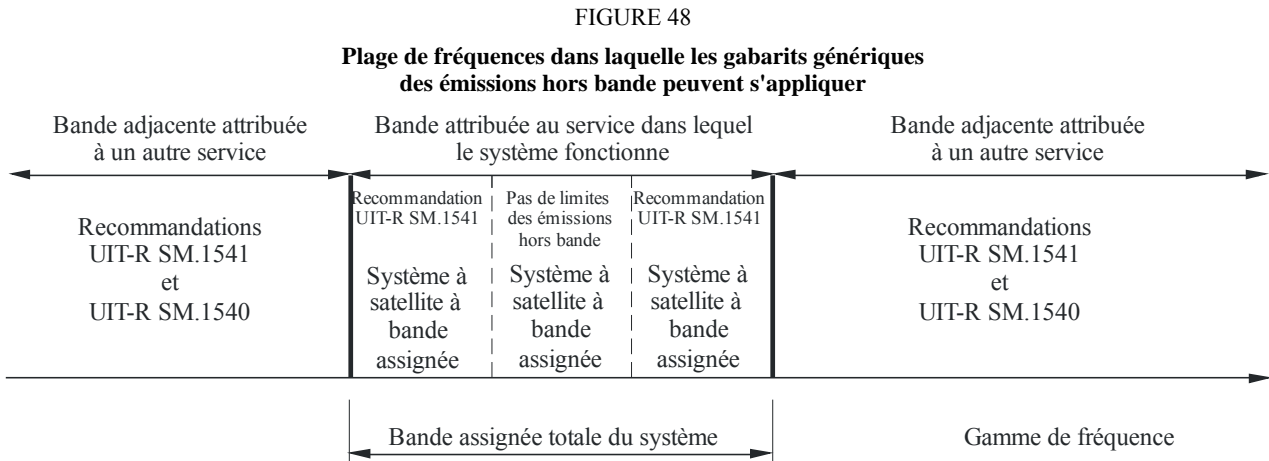 FIGURE 48
Plage de fréquences dans laquelle les gabarits génériques
des émissions hors bande peuvent s'appliquer
Bande adjacente attribuée
à un autre service
Bande attribuée au service dans lequel
le système fonctionne
Bande adjacente attribuée
à un autre service
Recommandations
UIT-R SM.1541
et
UIT-R SM.1540
Recommandation
UIT-R SM.1541
Système à
satellite à
bande
assignée
Pas de limites
des émissions
hors bande
Système à
satellite à
bande
assignée
Recommandation
UIT-R SM.1541
Système à
satellite à
bande
assignée
Recommandations
UIT-R SM.1541
et
UIT-R SM.1540
Bande assignée totale du système
Gamme de fréquence